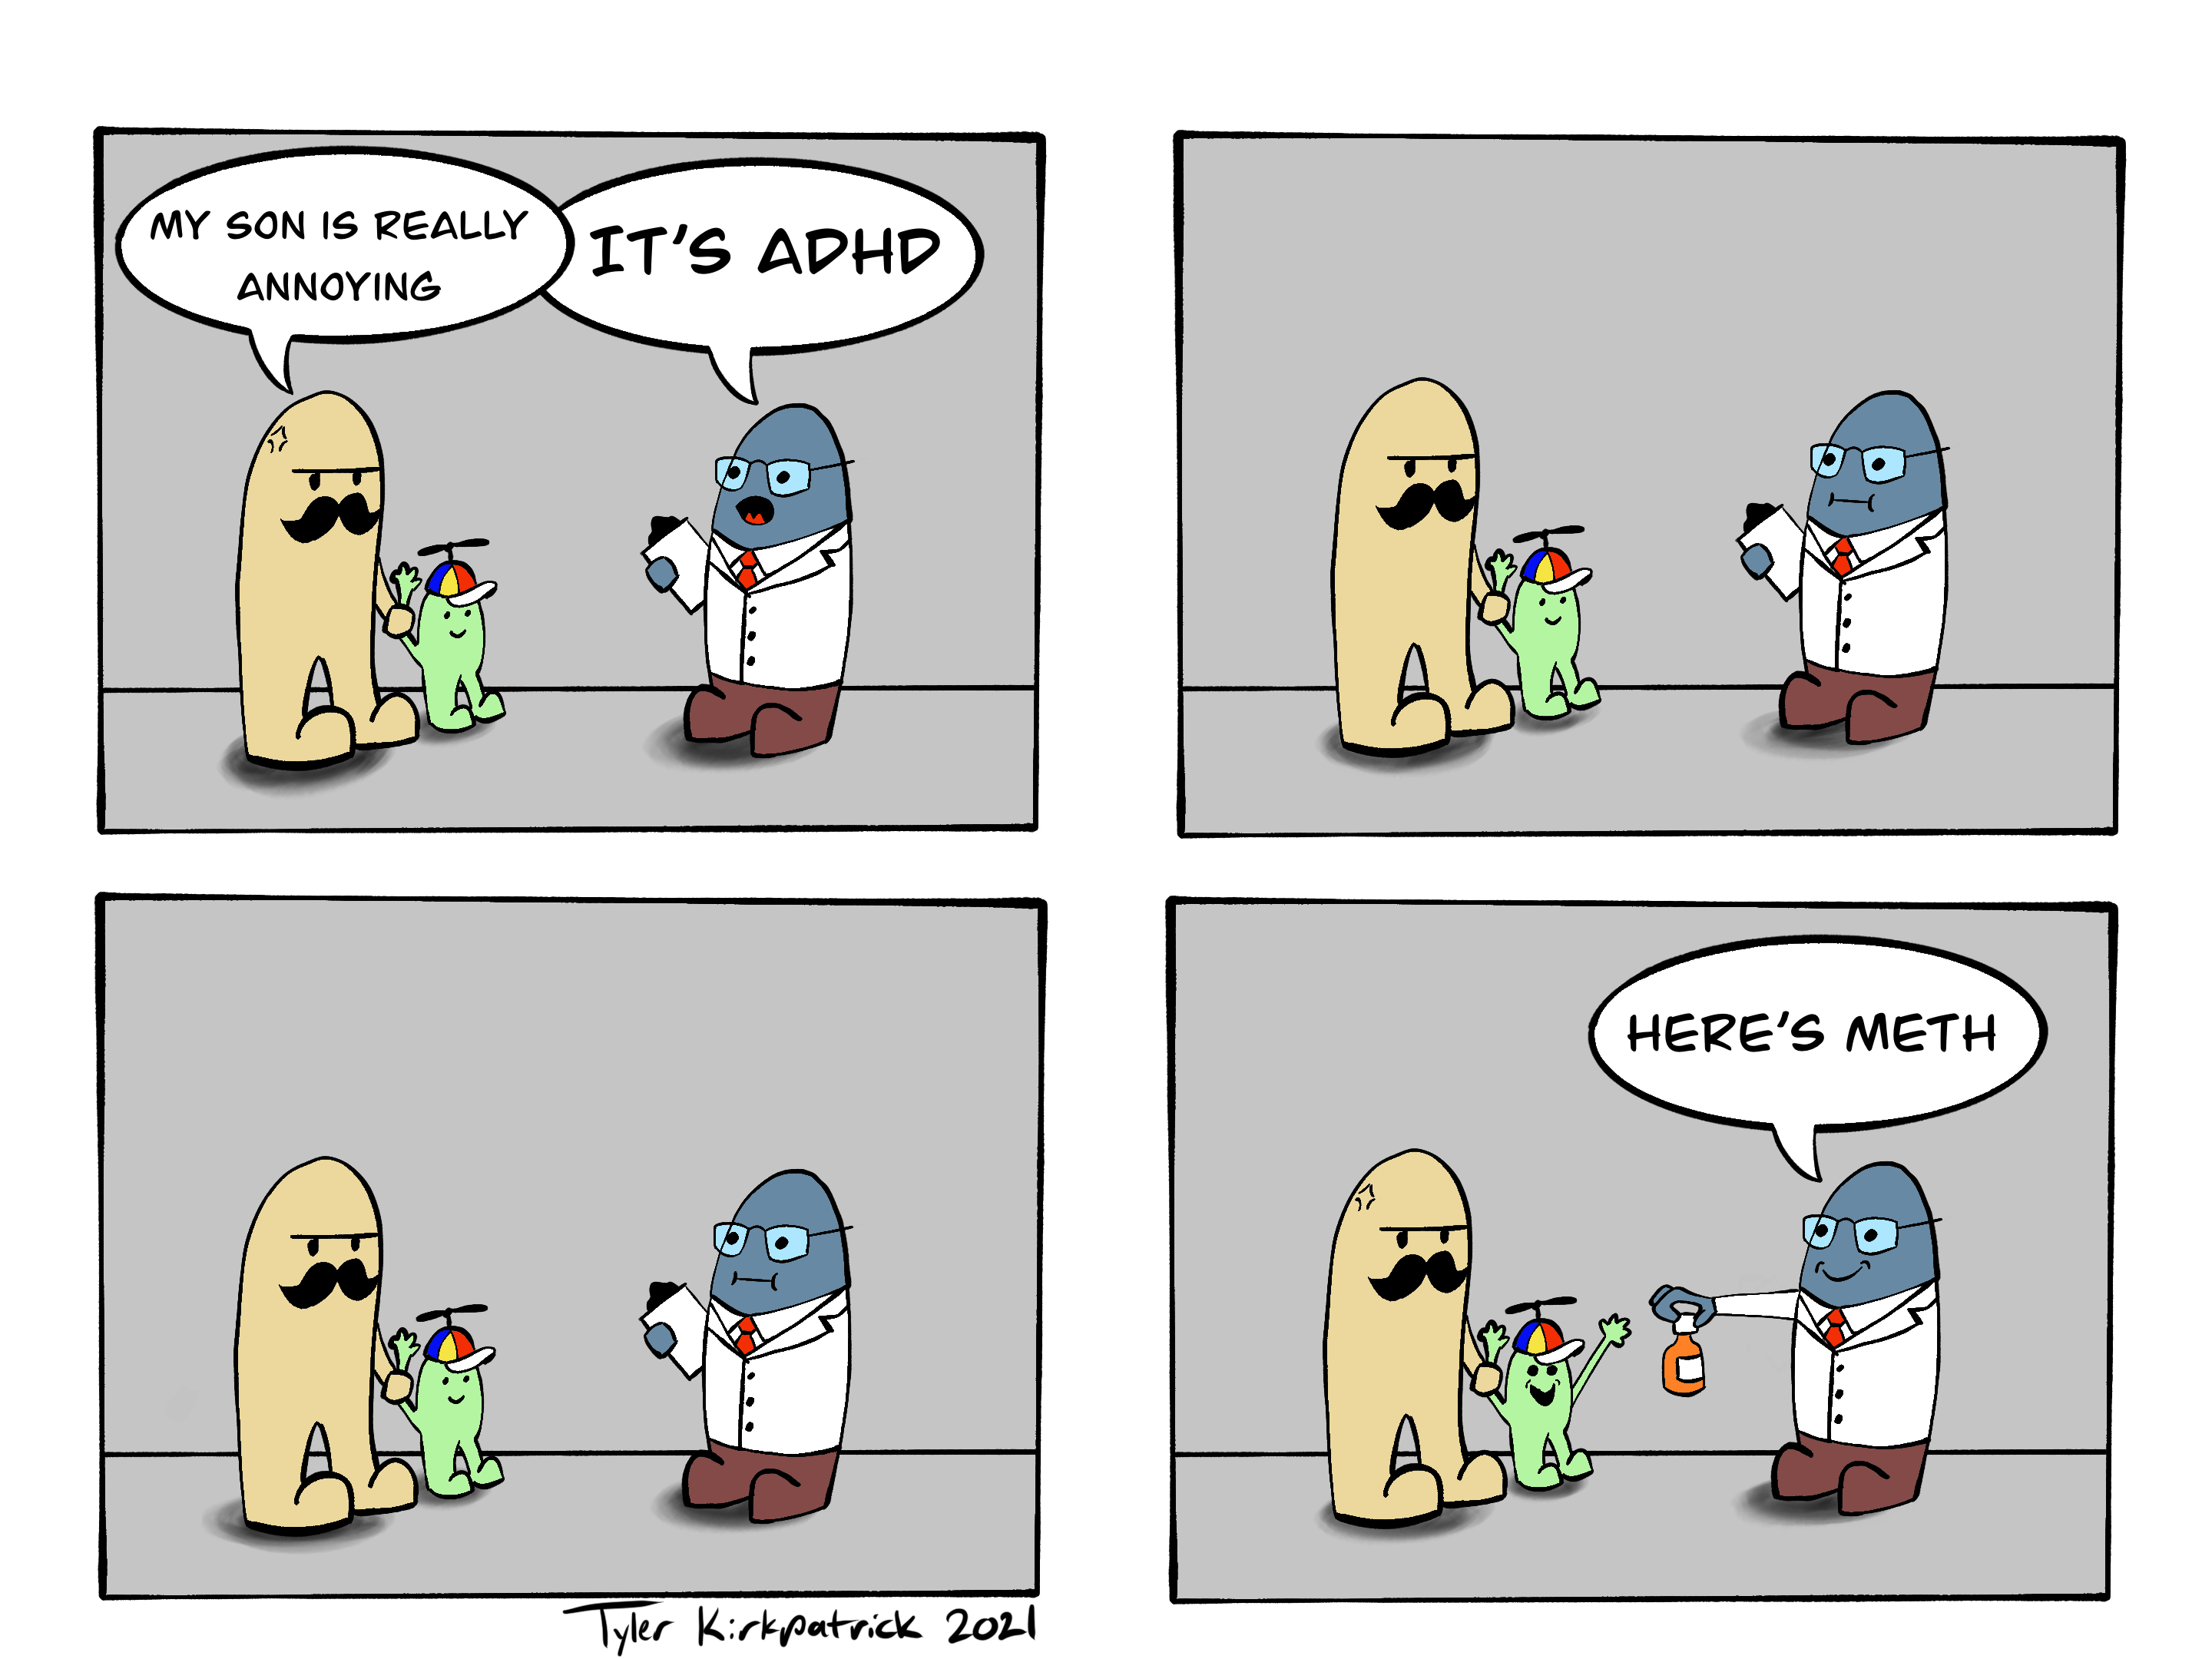 MY SON IS REALLY
ANNOYING
IT'S ADHD
HERE'S METH
Tyler Kirkpatrick 2021